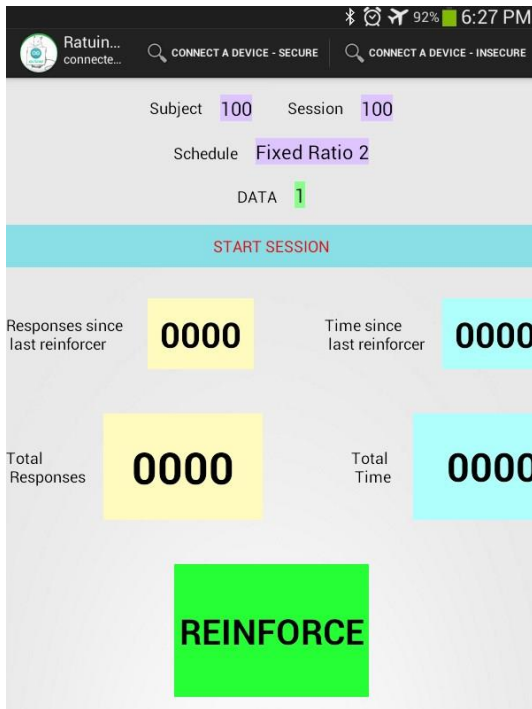 92% 6:27 PM
Ratuin...
connecte...
CONNECT A DEVICE - SECURE
CONNECT A DEVICE - INSECURE
Subject 100 Session 100
Schedule Fixed Ratio 2
DATA 1
START SESSION
Responses since
last reinforcer
0000
Time since
last reinforcer
0000
Total
Responses
0000
Total
Time
0000
REINFORCE